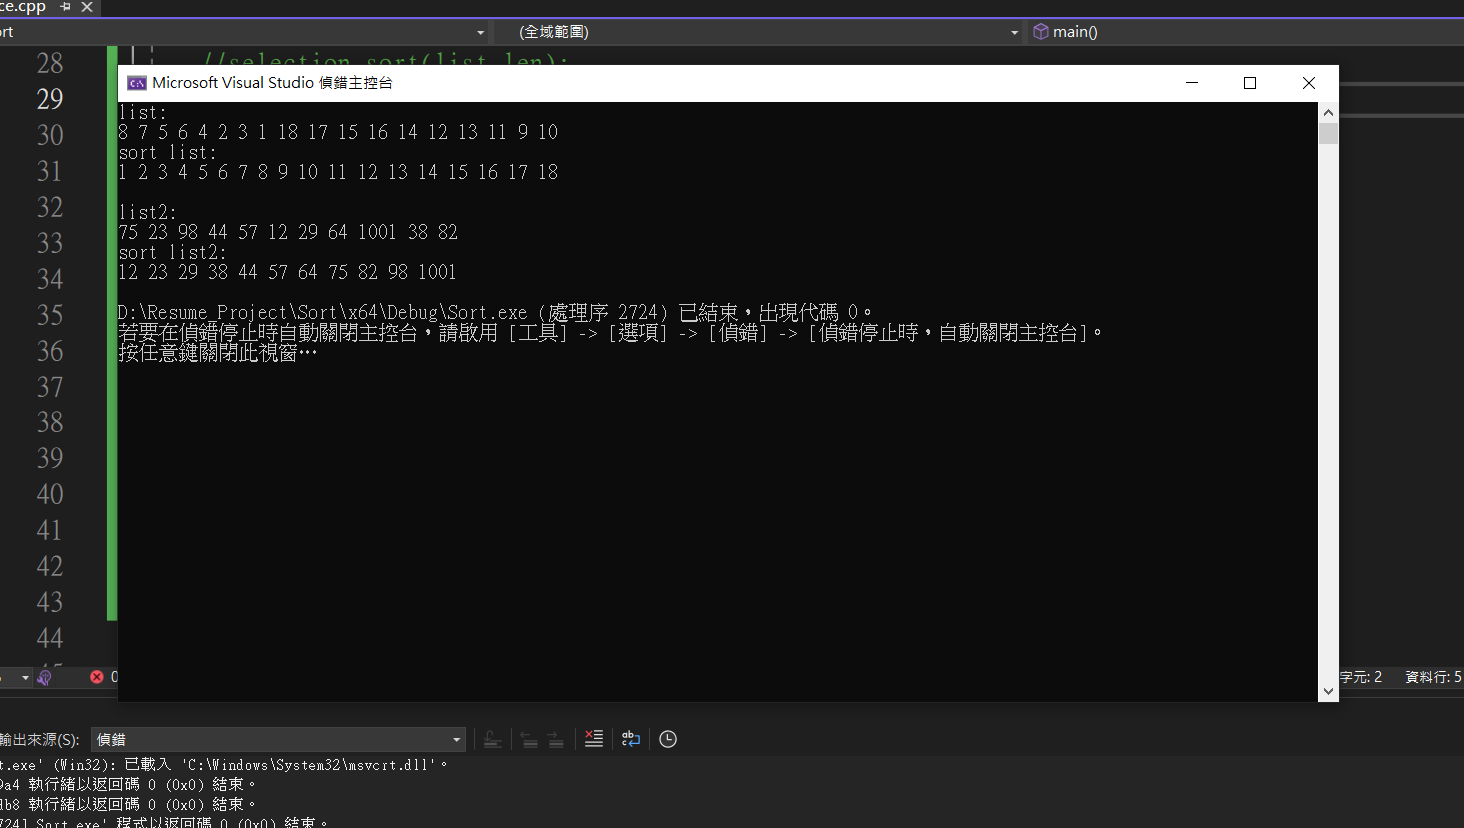 ce.cpp
ort
(全域範圍)
main()
28
//selection_sort(list,len);
Microsoft Visual Studio 偵錯主控台
29
30
31
32
33
34
35
36
37
38
39
40
41
42
43
44
list:
8 7 5 6 4 2 3 1 18 17 15 16 14 12 13 11 9 10
sort list:
1 2 3 4 5 6 7 8 9 10 11 12 13 14 15 16 17 18
list2:
75 23 98 44 57 12 29 64 1001 38 82
sort list2:
12 23 29 38 44 57 64 75 82 98 1001
D:\Resume_Project\Sort\x64\Debug\Sort.exe (處理序 2724) 已結束，出現代碼 0。
若要在偵錯停止時自動關閉主控台，請啟用 [工具] -> [選項] -> [偵錯] -> [偵錯停止時，自動關閉主控台]。
按任意鍵關閉此視窗…
0
字元: 2
資料行: 5
輸出來源(S):
偵錯
t.exe' (Win32): 已載入 'C:\Windows\System32\msvcrt.dll'。
9a4 執行緒以返回碼 0 (0x0) 結束。
db8 執行緒以返回碼 0 (0x0) 結束。
724] Sort.exe' 程式以返回碼 0 (0x0) 結束。